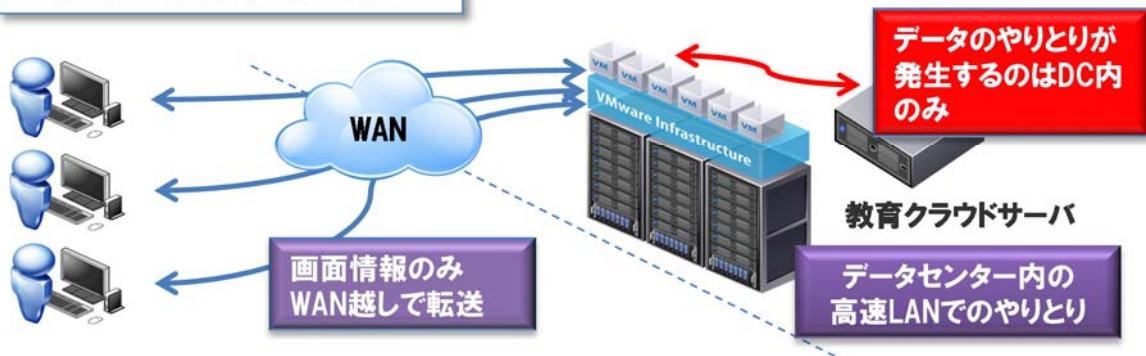 データのやりとりが
発生するのはDC内
のみ
VM
VM
VM
VM
VM
VM
VMware Infrastructure
WAN
教育クラウドサーバ
画面情報のみ
WAN越しで転送
データセンター内の
高速LANでのやりとり